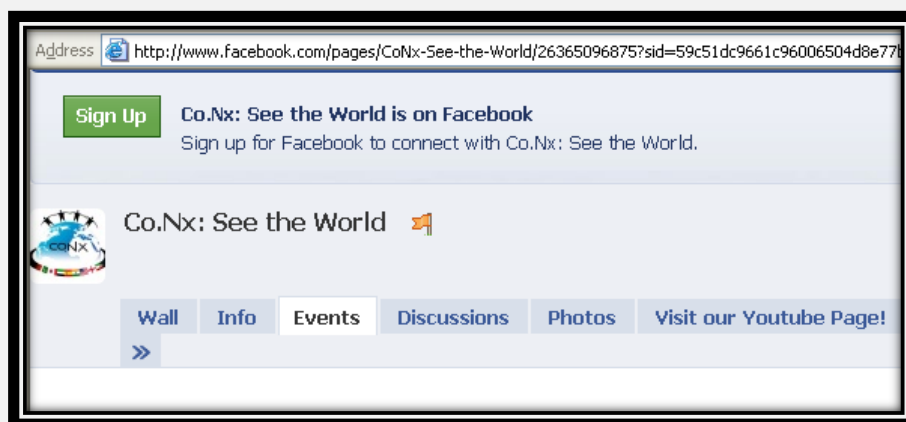 Address http://www.facebook.com/pages/CoNx-See-the-World/26365096875?sid=59c51dc9661c96006504d8e77
Sign Up
Co.Nx: See the World is on Facebook
Sign up for Facebook to connect with Co.Nx: See the World.
CONX
Co.Nx: See the World
Wall Info Events Discussions Photos Visit our Youtube Page!
»